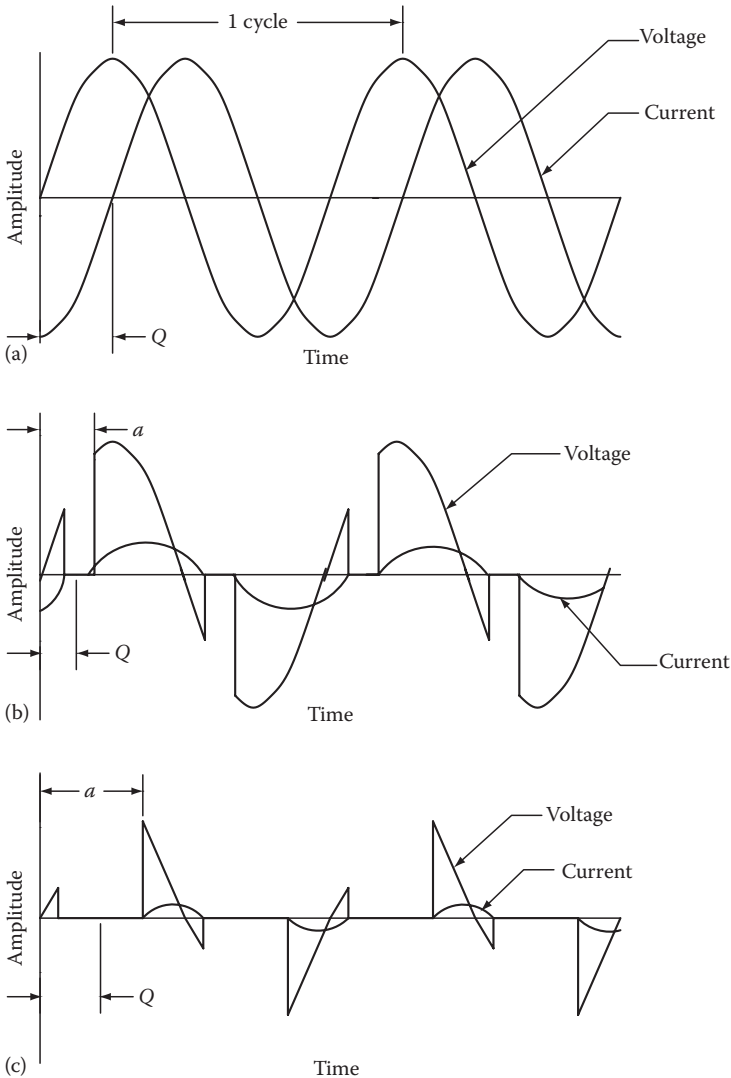 1 cycle
Voltage
Current
Amplitude
Q
(a)
Time
a
Voltage
Amplitude
Q
Current
(b)
Time
a
Voltage
Current
Amplitude
Q
(c)
Time